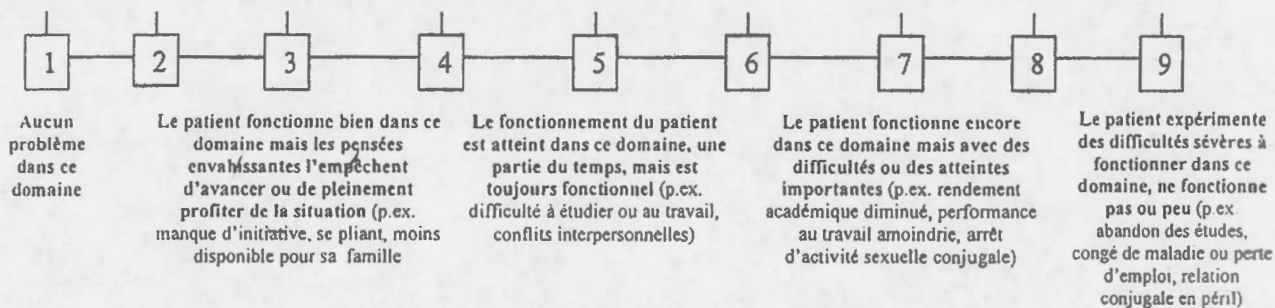 1 2 3 4 5 6 7 8 9
Aucun
problème
dans ce
domaine
Le patient fonctionne bien dans ce
domaine mais les pensées
envahissantes l'empêchent
d'avancer ou de pleinement
profiter de la situation (p.ex.
manque d'initiative, se pliant, moins
disponible pour sa famille
Le fonctionnement du patient
est atteint dans ce domaine, une
partie du temps, mais est
toujours fonctionnel (p.ex.
difficulté à étudier ou au travail,
conflits interpersonnelles)
Le patient fonctionne encore
dans ce domaine mais avec des
difficultés ou des atteintes
importantes (p.ex. rendement
académique diminué, performance
au travail amoindrie, arrêt
d'activité sexuelle conjugale)
Le patient expérimente
des difficultés sévères à
fonctionner dans ce
domaine, ne fonctionne
pas ou peu (p.ex
abandon des études,
congé de maladie ou perte
d'emploi, relation
conjugale en péril)